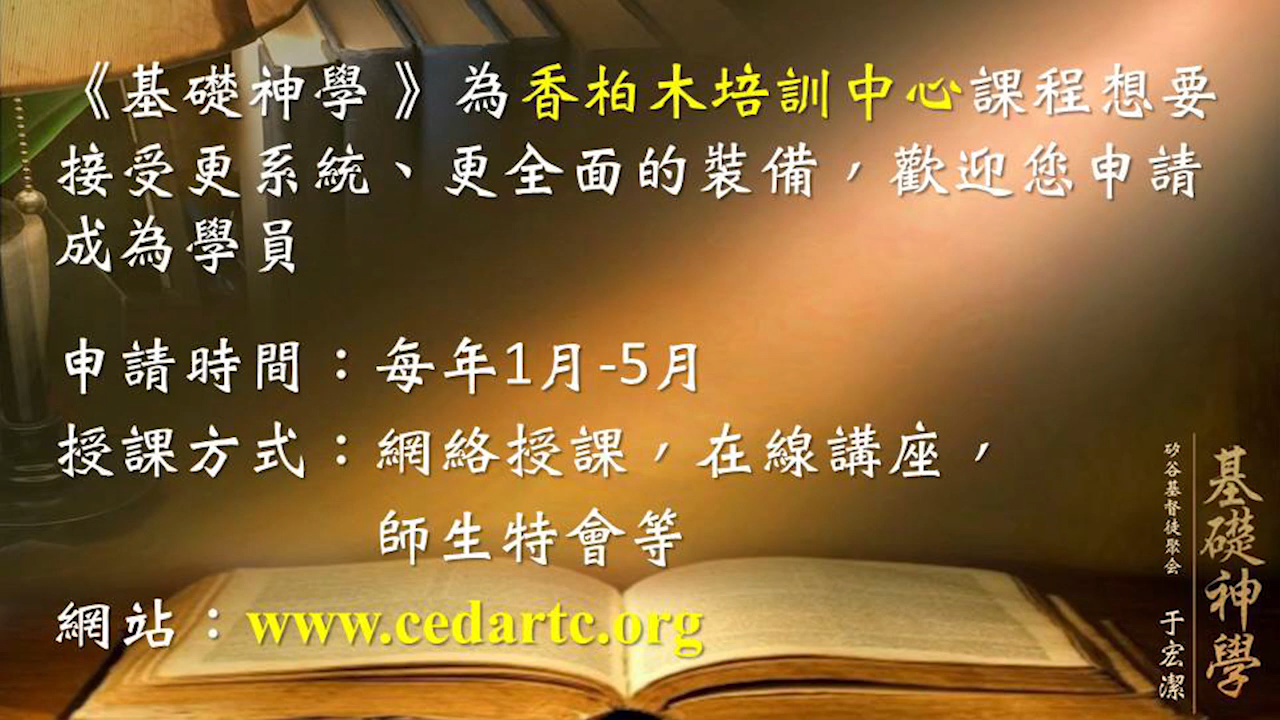 《基礎神學 》為香柏木培訓中心課程想要
接受更系統、更全面的裝備，歡迎您申請
成為學員
申請時間：每年1月-5月
授課方式：網絡授課，在線講座，
師生特會等
網站：www.cedartc.org
基礎神學
矽谷基督徒聚会 于宏潔